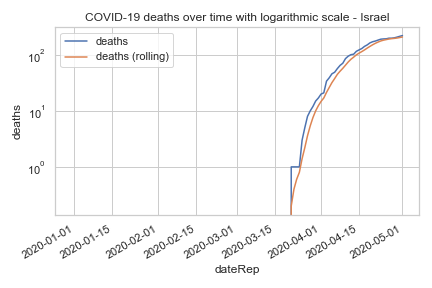 COVID-19 deaths over time with logarithmic scale - Israel
deaths
deaths (rolling)
10²
10¹
10⁰
deaths
2020-01-01
2020-01-15
2020-02-01
2020-02-15
2020-03-01
2020-03-15
2020-04-01
2020-04-15
2020-05-01
dateRep